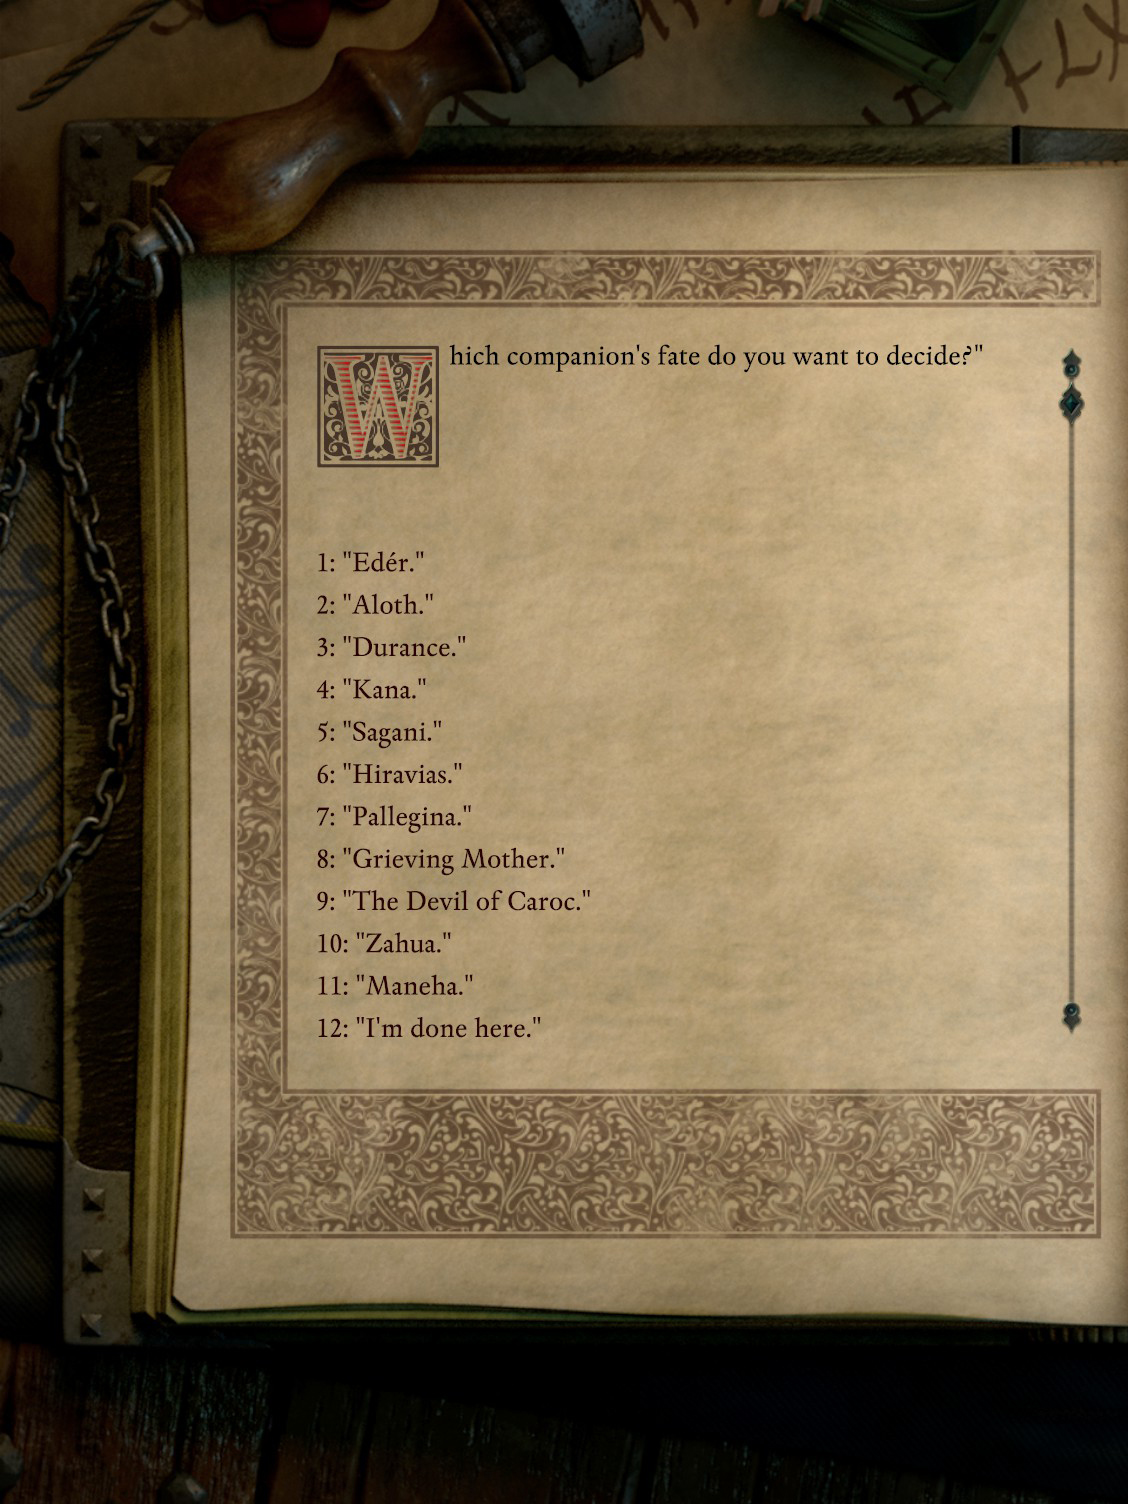 Which companion's fate do you want to decide?"
1: "Edér."
2: "Aloth."
3: "Durance."
4: "Kana."
5: "Sagani."
6: "Hiravias."
7: "Pallegina."
8: "Grieving Mother."
9: "The Devil of Caroc."
10: "Zahua."
11: "Maneha."
12: "I'm done here."